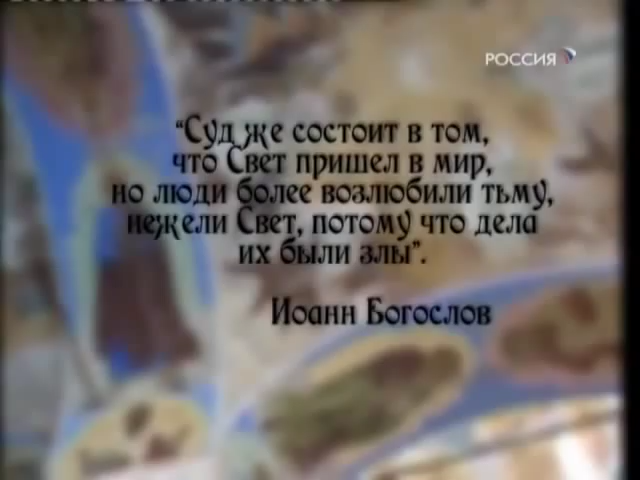 РОССИЯ
“Суд же состоит в том,
что Свет пришел в мир,
но люди более возлюбили тьму,
нежели Свет, потому что дела
их были злы”.
Иоанн Богослов